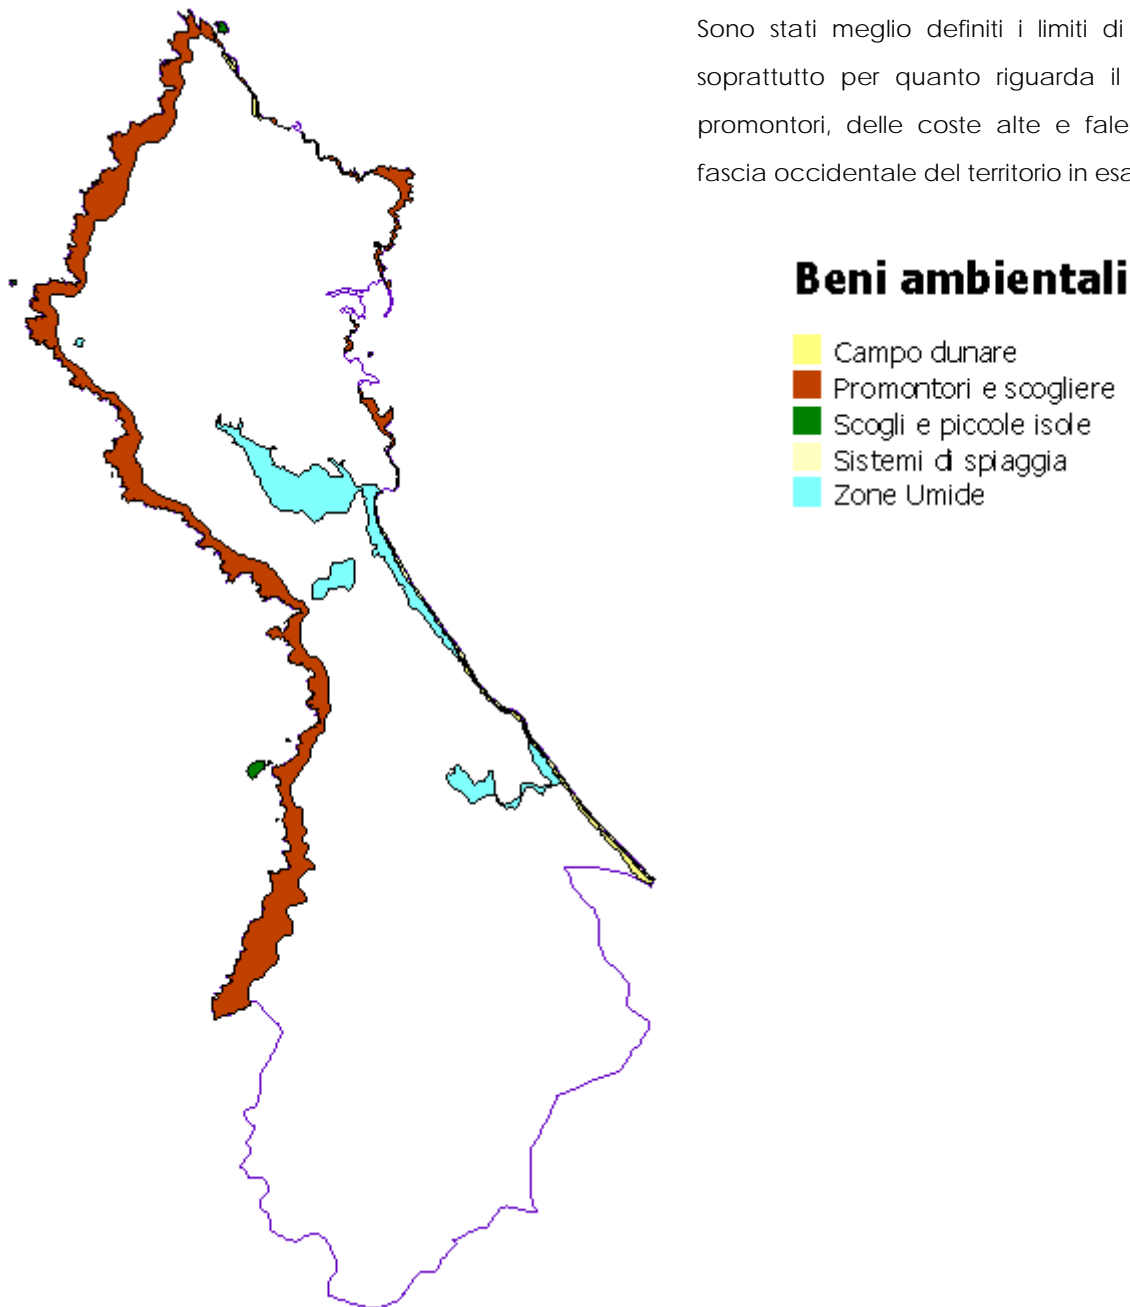 Sono stati meglio definiti i limiti di
soprattutto per quanto riguarda il
promontori, delle coste alte e fale
fascia occidentale del territorio in esa
Beni ambientali
Campo dunare
Promontori e scogliere
Scogli e piccole isole
Sistemi di spiaggia
Zone Umide